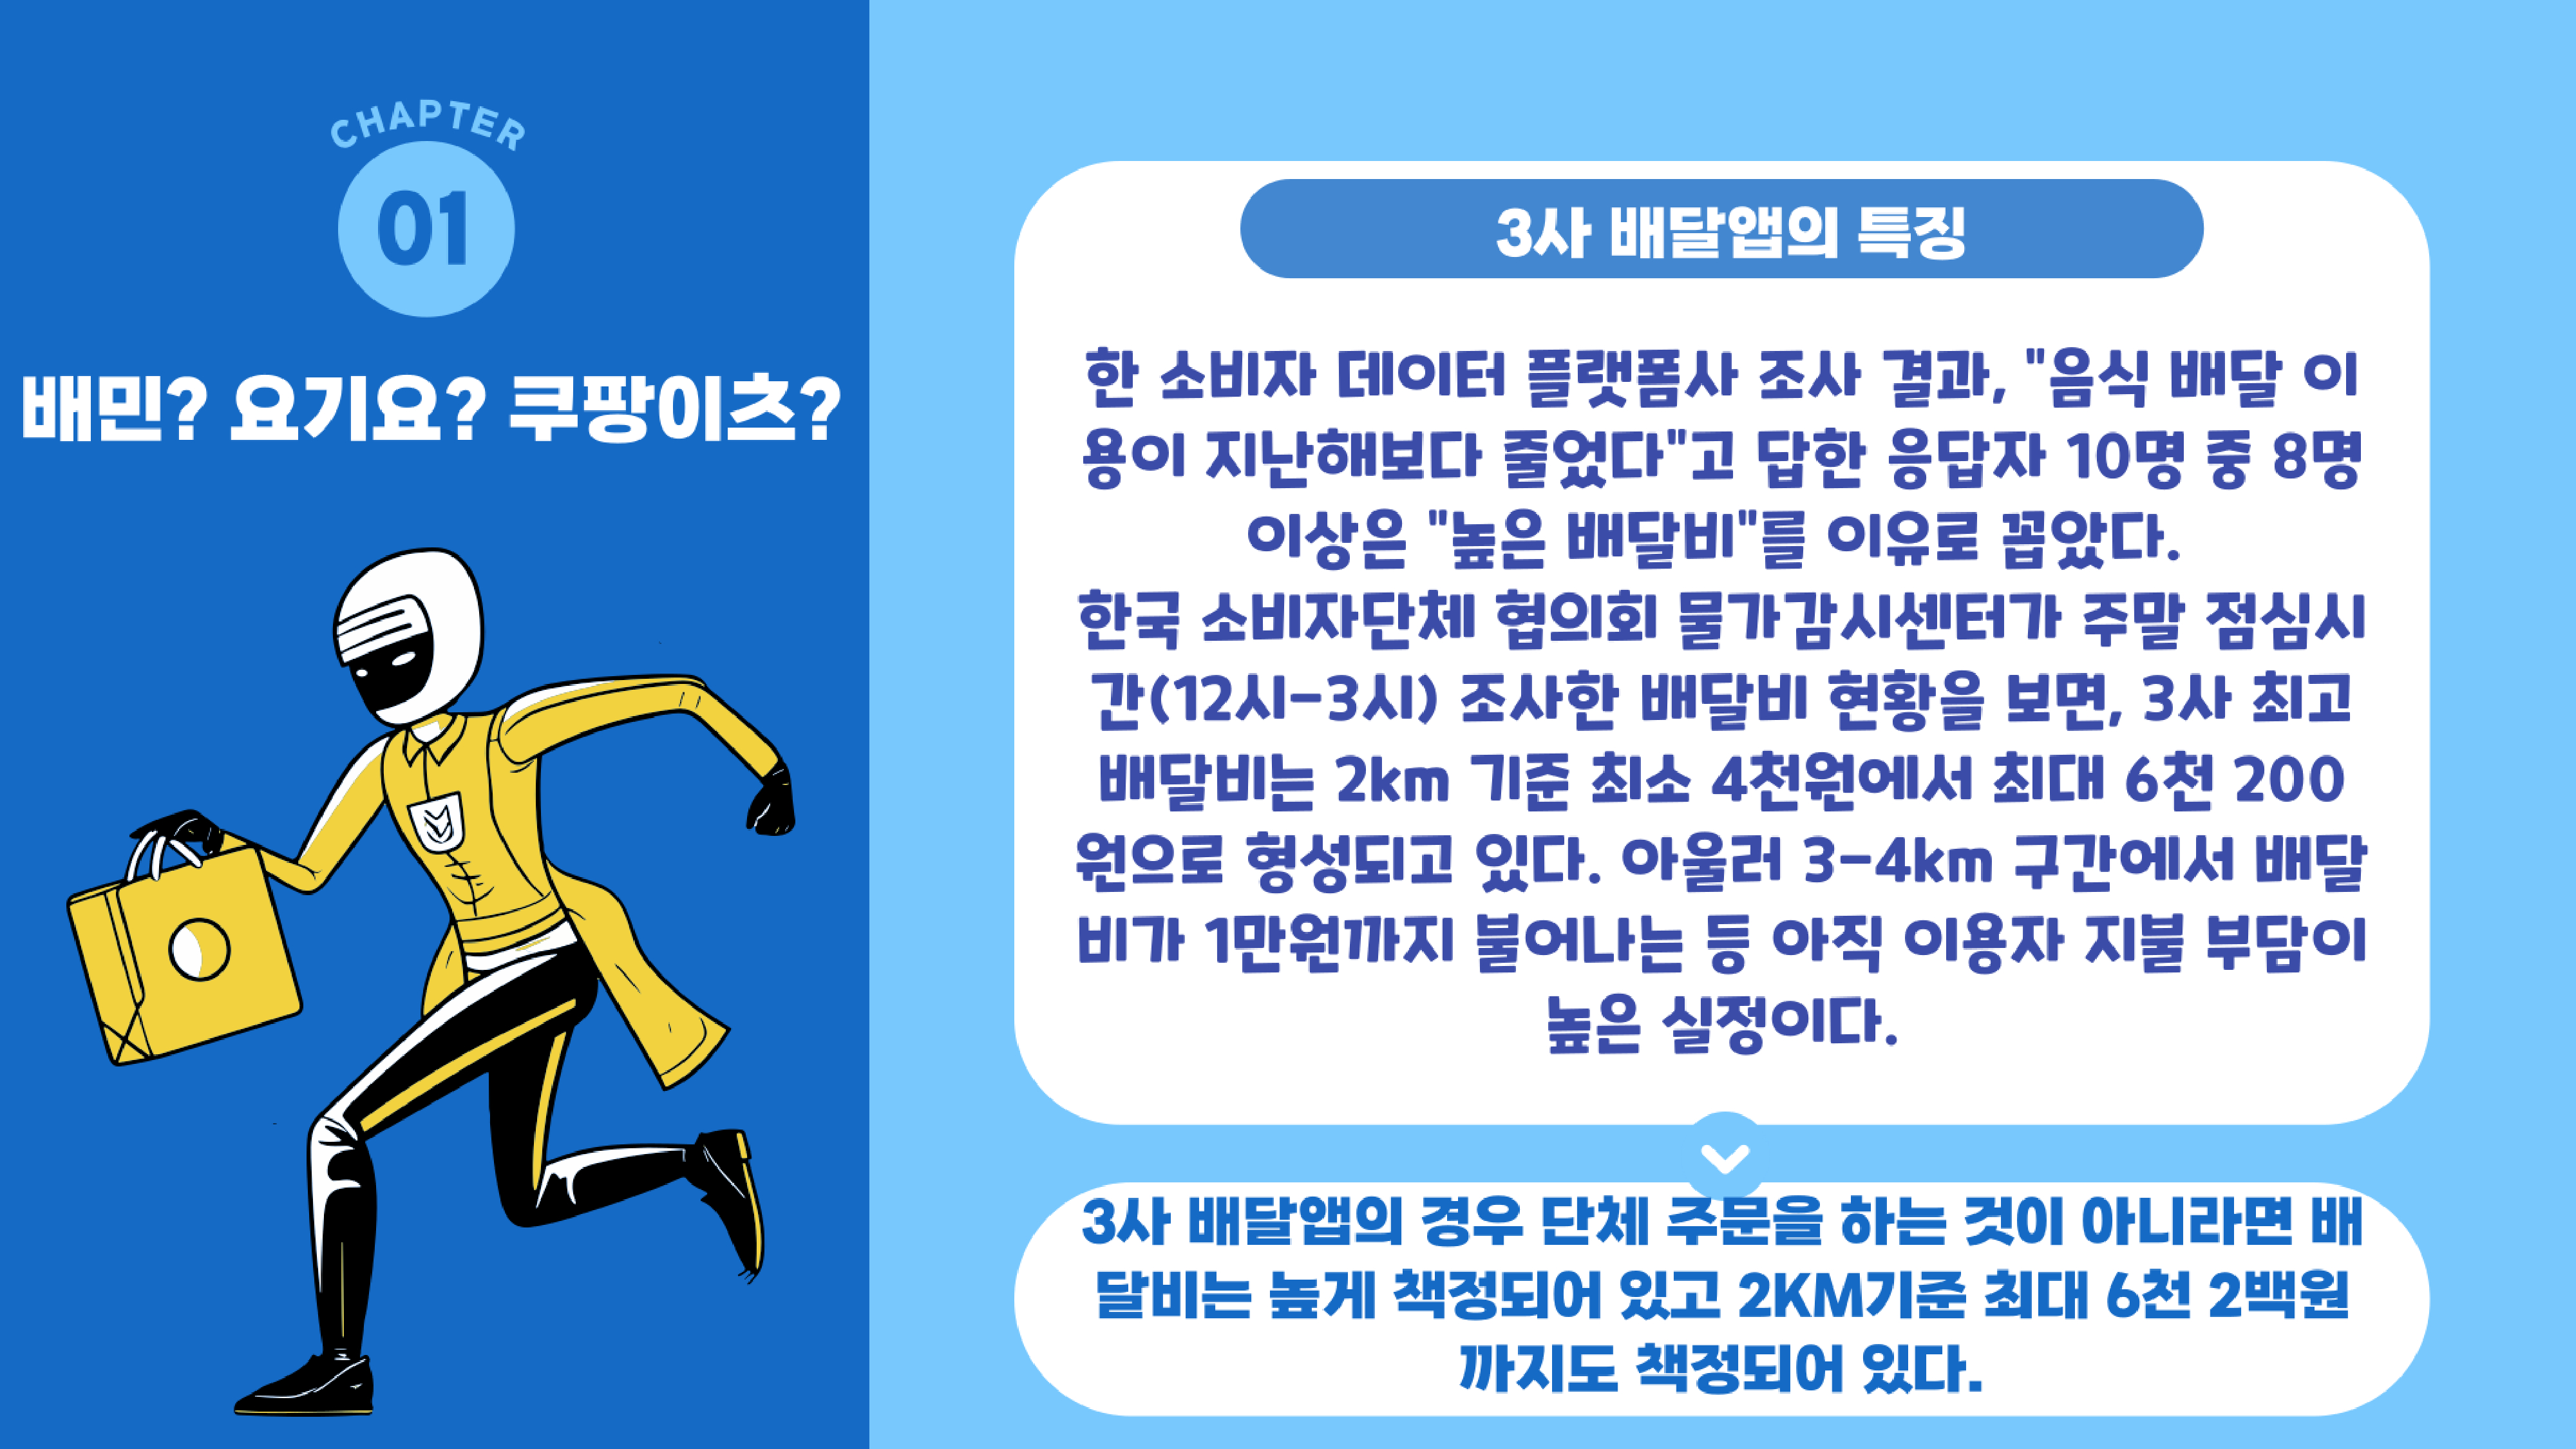 CHAPTER
01
배민? 요기요? 쿠팡이츠?
3사 배달앱의 특징
한 소비자 데이터 플랫폼사 조사 결과, "음식 배달 이
용이 지난해보다 줄었다"고 답한 응답자 10명 중 8명
이상은 "높은 배달비"를 이유로 꼽았다.
한국 소비자단체 협의회 물가감시센터가 주말 점심시
간(12시-3시) 조사한 배달비 현황을 보면, 3사 최고
배달비는 2km 기준 최소 4천원에서 최대 6천 200
원으로 형성되고 있다. 아울러 3-4km 구간에서 배달
비가 1만원까지 불어나는 등 아직 이용자 지불 부담이
높은 실정이다.
3사 배달앱의 경우 단체 주문을 하는 것이 아니라면 배
달비는 높게 책정되어 있고 2KM기준 최대 6천 2백원
까지도 책정되어 있다.